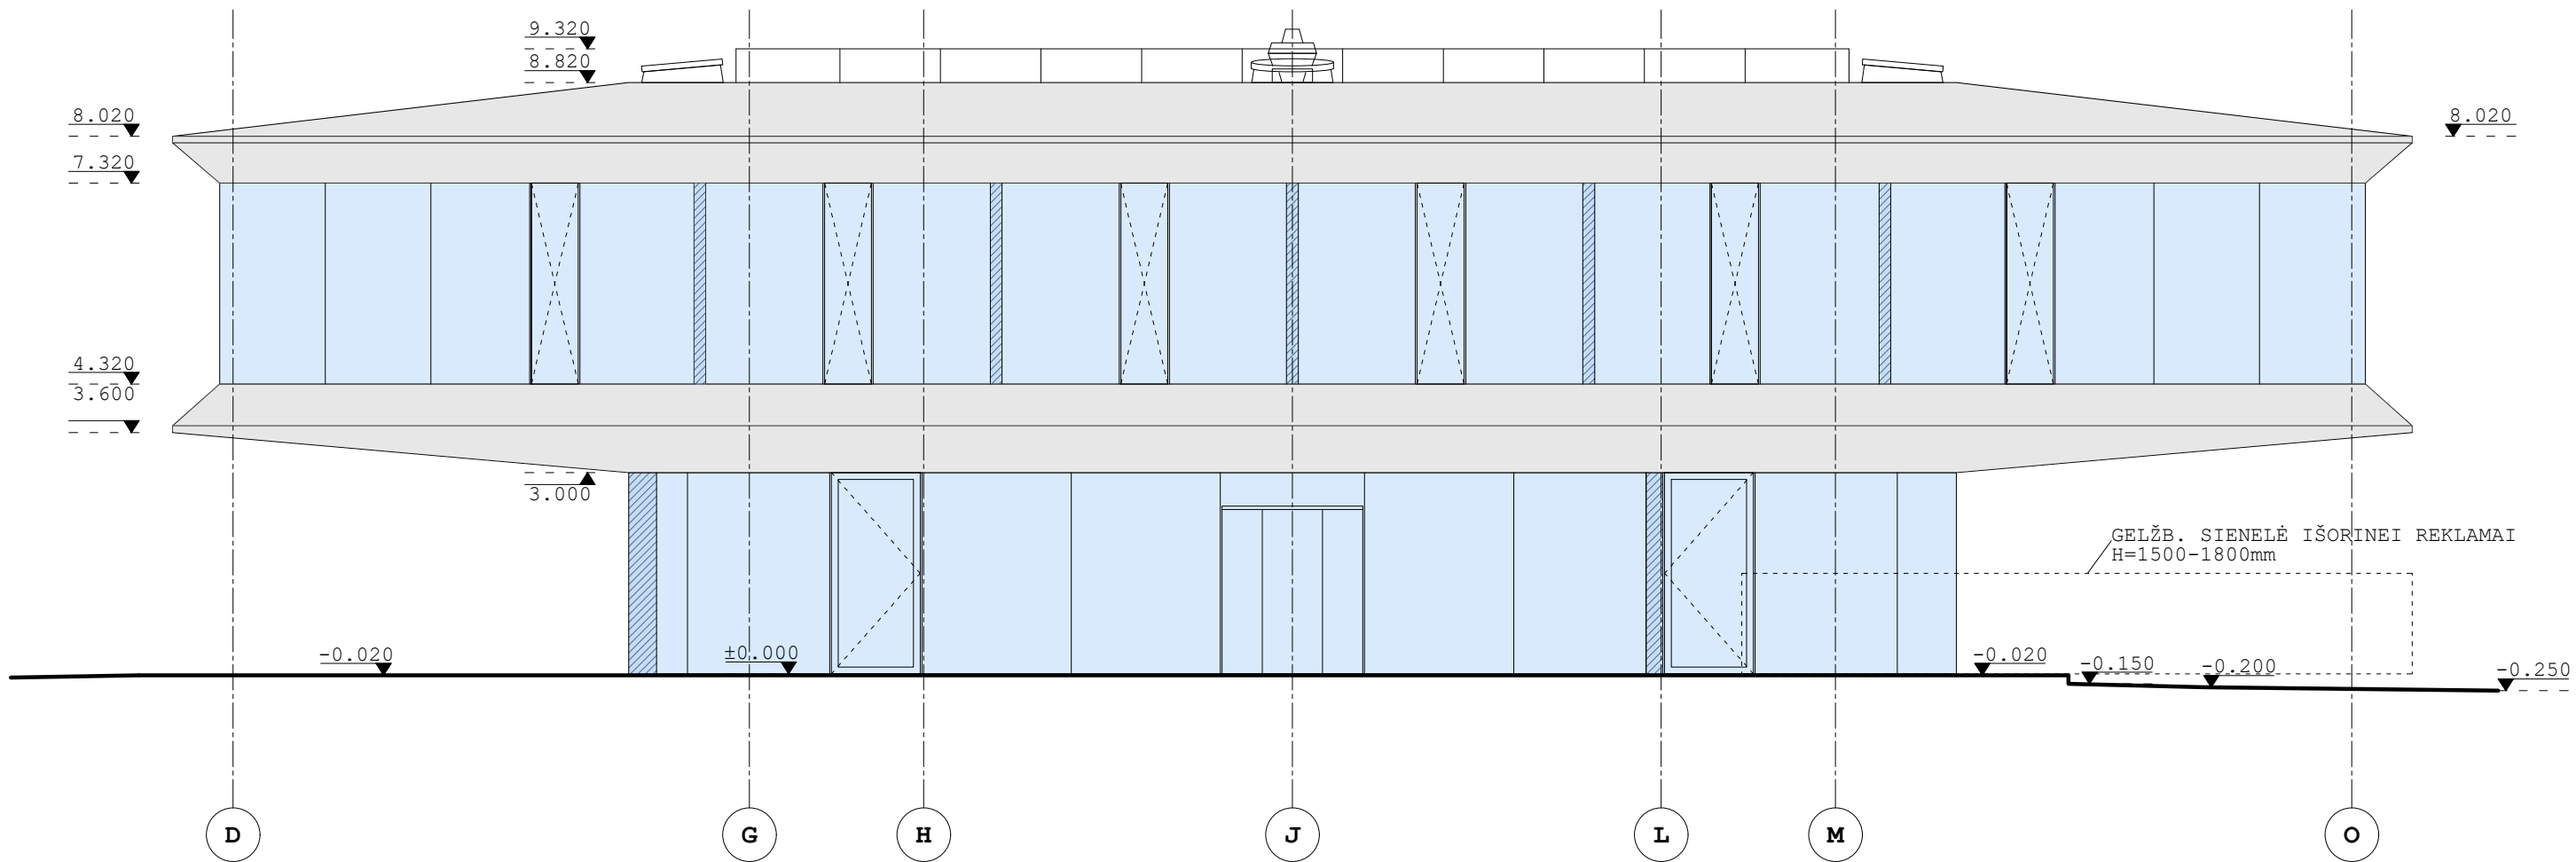 9.320
8.820
8.020
8.020
7.320
4.320
3.600
3.000
GELŽB. SIENELĖ IŠORINEI REKLAMAI
H=1500-1800mm
-0.020
±0.000
-0.020
-0.150
-0.200
-0.250
D
G
H
J
L
M
O